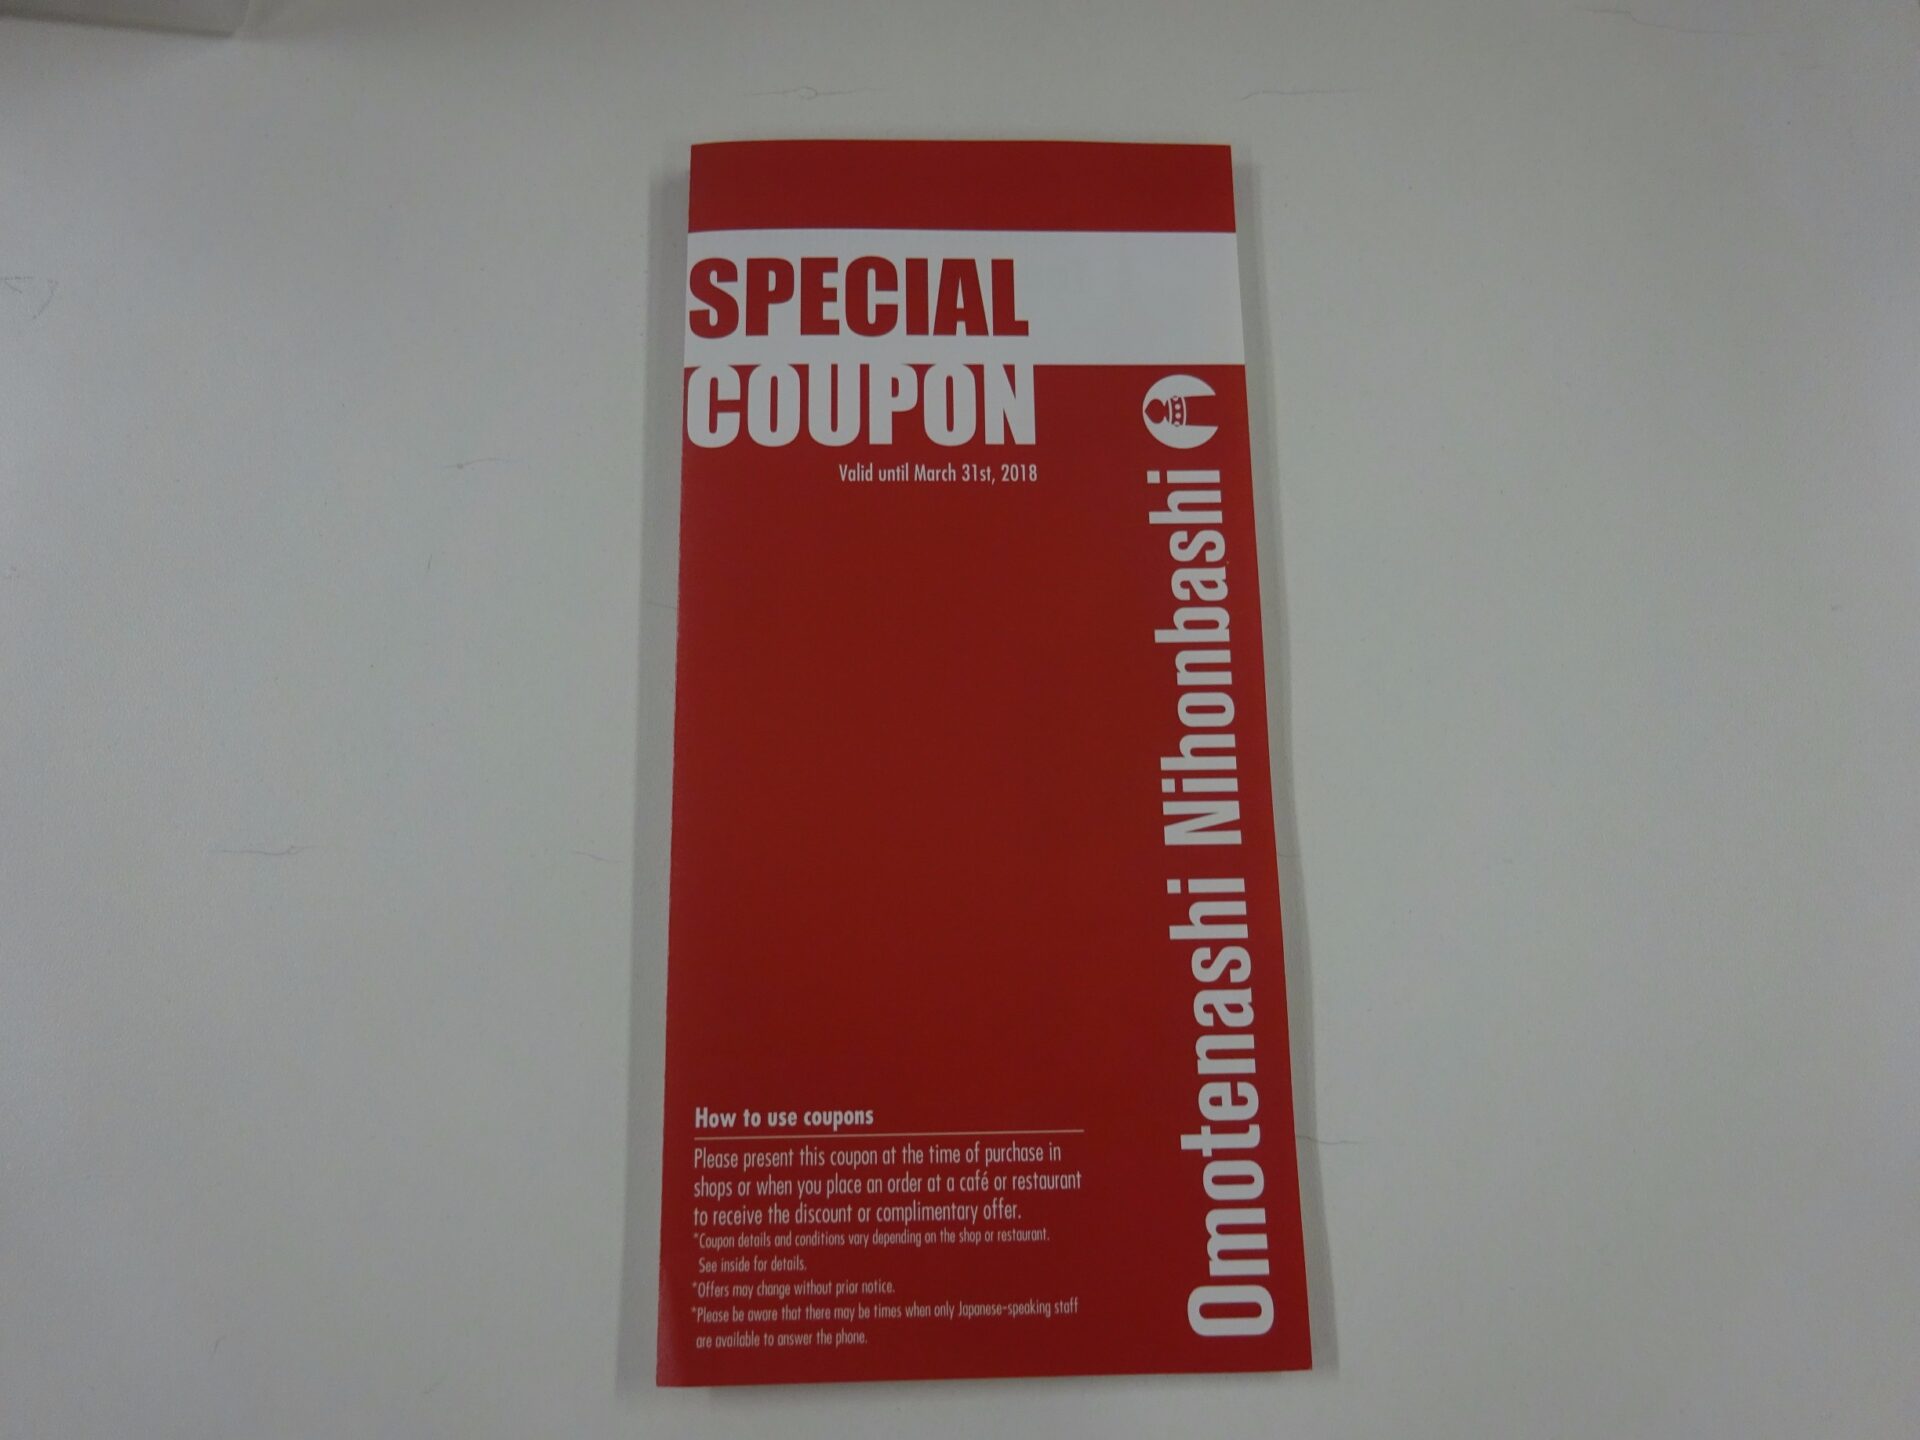 SPECIAL
COUPON
Valid until March 31st, 2018
Omotenashi Nihonbashi
How to use coupons
Please present this coupon at the time of purchase in
shops or when you place an order at a café or restaurant
to receive the discount or complimentary offer.
*Coupon details and conditions vary depending on the shop or restaurant.
See inside for details.
*Offers may change without prior notice.
*Please be aware that there may be times when only Japanese-speaking staff
are available to answer the phone.